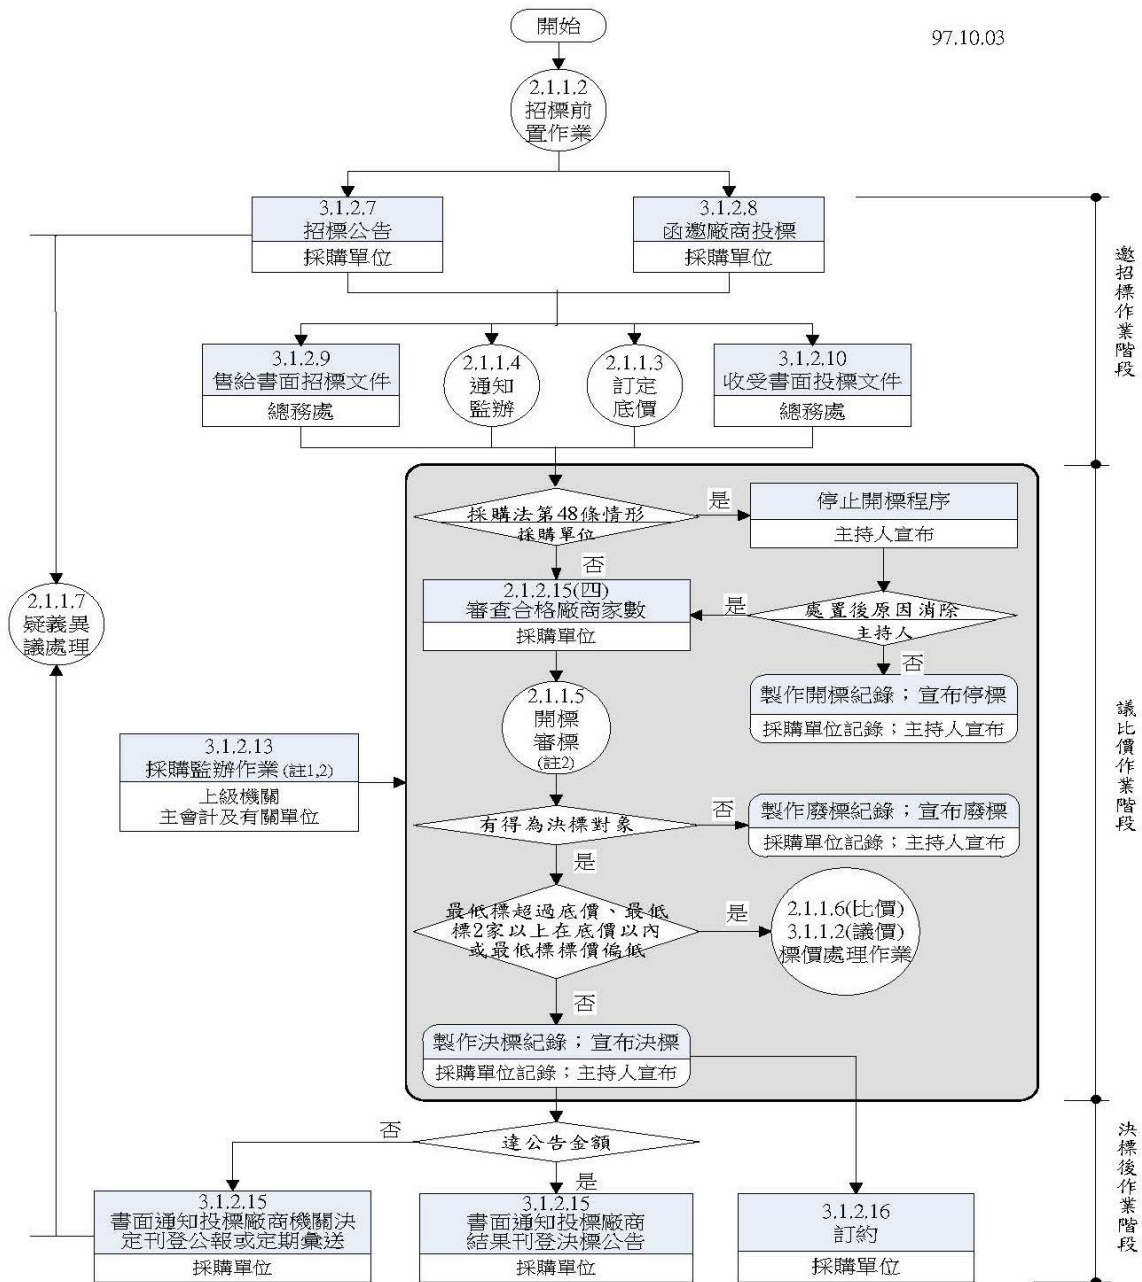 開始
97.10.03
2.1.1.2
招標前
置作業
3.1.2.7
招標公告
採購單位
3.1.2.8
函邀廠商投標
採購單位
邀招標作業階段
3.1.2.9
售給書面招標文件
總務處
2.1.1.4
通知
監辦
2.1.1.3
訂定
底價
3.1.2.10
收受書面投標文件
總務處
採購法第48條情形
採購單位
是
停止開標程序
主持人宣布
否
2.1.2.15(四)
審查合格廠商家數
採購單位
是
處置後原因消除
主持人
否
製作開標紀錄；宣布停標
採購單位記錄；主持人宣布
2.1.1.7
疑義異
議處理
2.1.1.5
開標
審標
(註2)
議比價作業階段
3.1.2.13
採購監辦作業(註1,2)
上級機關
主會計及有關單位
有得為決標對象
否
製作廢標紀錄；宣布廢標
採購單位記錄；主持人宣布
是
最低標超過底價、最低
標2家以上在底價以內
或最低標標價偏低
是
2.1.1.6(比價)
3.1.1.2(議價)
標價處理作業
否
製作決標紀錄；宣布決標
採購單位記錄；主持人宣布
達公告金額
否
是
決標後作業階段
3.1.2.15
書面通知投標廠商機關決
定刊登公報或定期彙送
採購單位
3.1.2.15
書面通知投標廠商
結果刊登決標公告
採購單位
3.1.2.16
訂約
採購單位